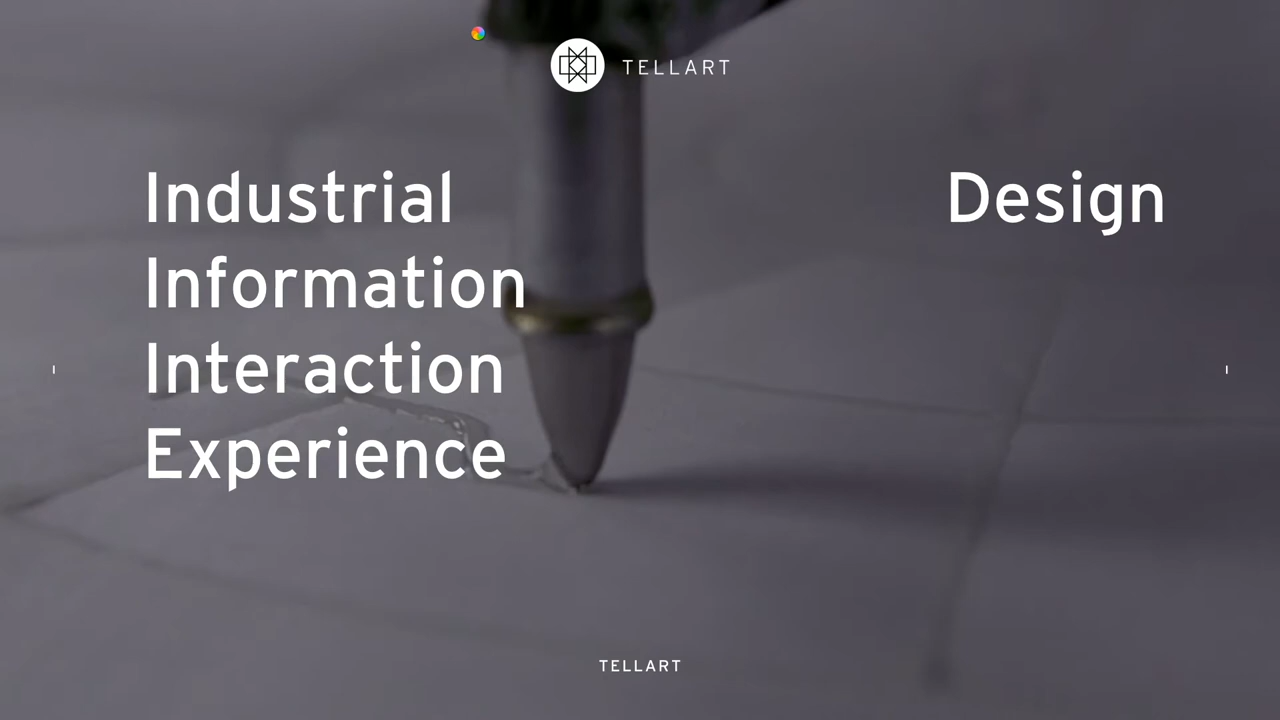 TELLART
Industrial Design
Information
Interaction
Experience
TELLART